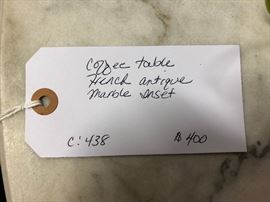 Coffee table
French antique
Marble Inset
C: 438 $400